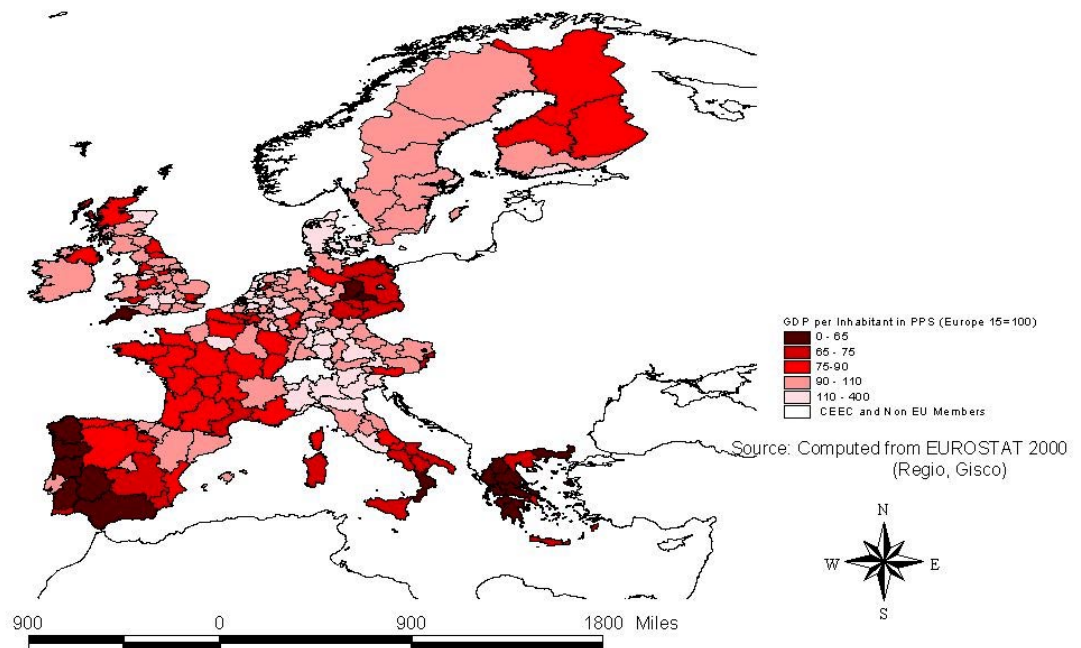 GDP per Inhabitant in PPS (Europe 15=100)
0 - 65
65 - 75
75-90
90 - 110
110 - 400
CEEC and Non EU Members
Source: Computed from EUROSTAT 2000
(Regio, Gisco)
N
W E
S
900 0 900 1800 Miles